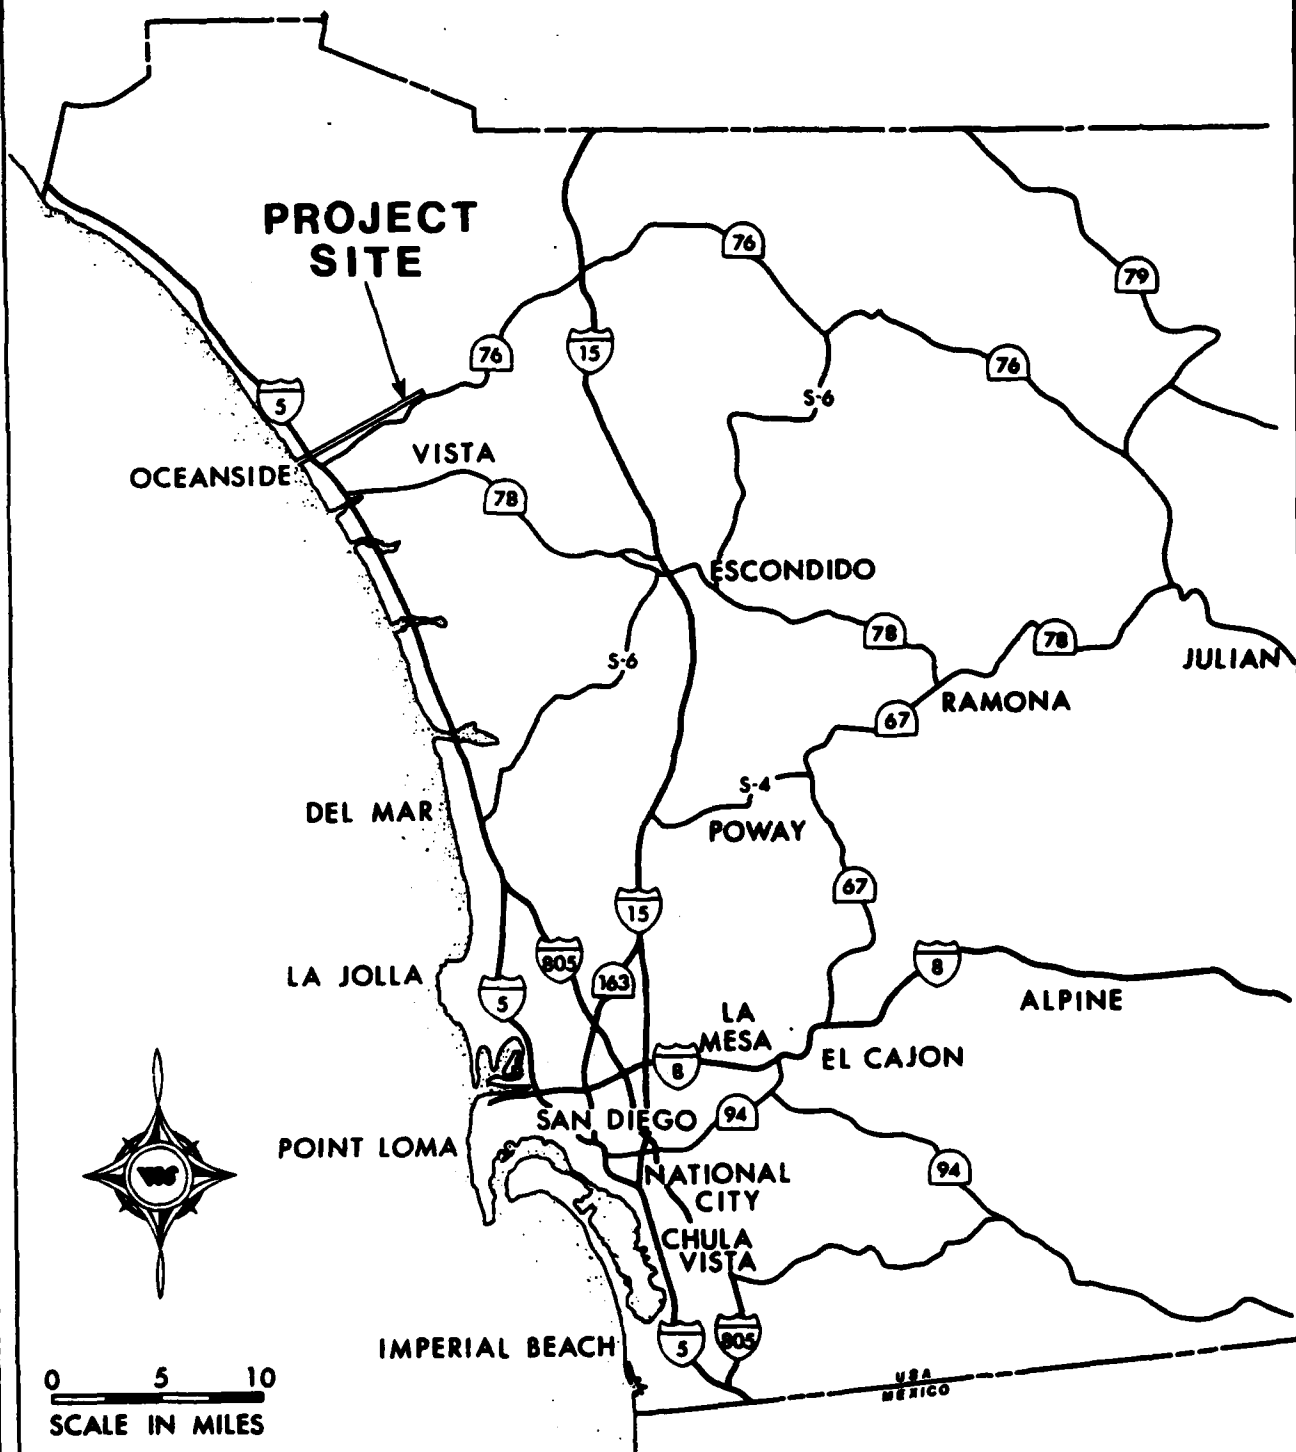 PROJECT
SITE
76
79
76
15
76
5
S-6
VISTA
OCEANSIDE
78
ESCONDIDO
78
78
S-6
JULIAN
RAMONA
67
S-4
DEL MAR
POWAY
67
15
805
8
LA JOLLA
163
5
ALPINE
LA
MESA
8
EL CAJON
SAN DIEGO
94
POINT LOMA
94
NATIONAL
CITY
CHULA
VISTA
IMPERIAL BEACH
5
805
0 5 10
SCALE IN MILES
USA
MEXICO